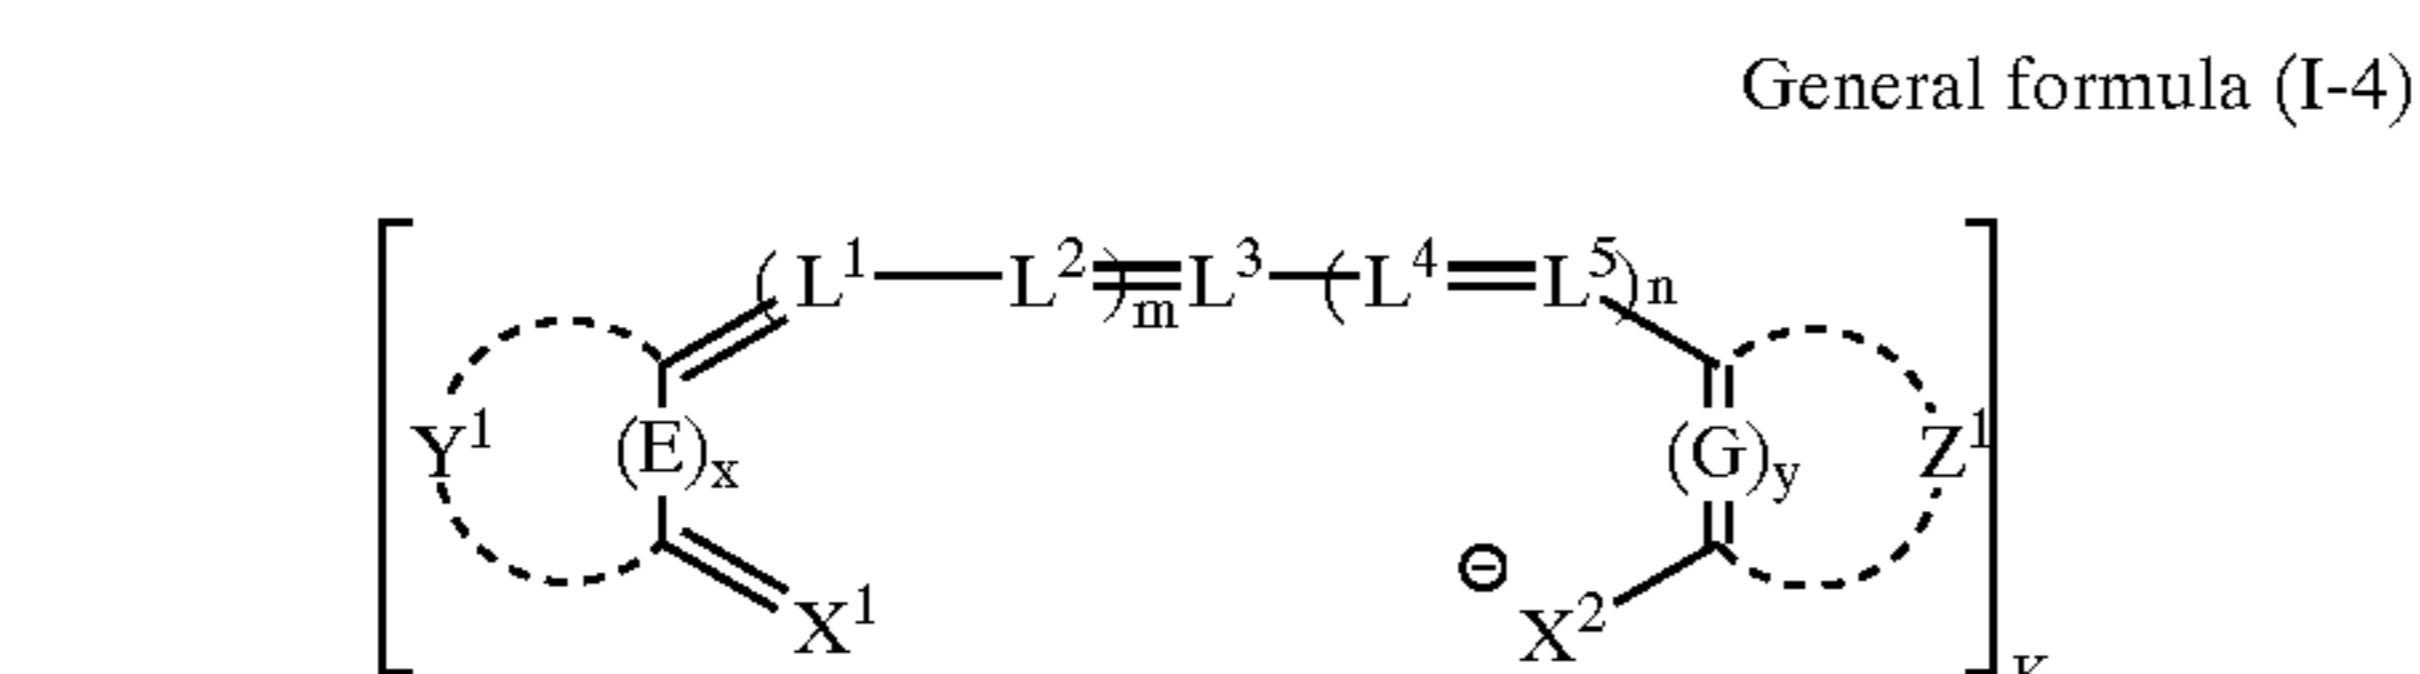 General formula (I-4)
(L¹—L²)m=L³—(L⁴=L⁵)n
Y¹ (E)x (G)y Z¹
⊖
X¹ X²